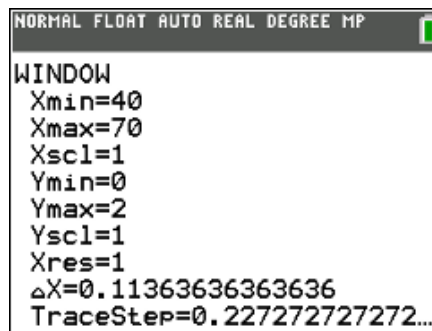 NORMAL FLOAT AUTO REAL DEGREE MP
WINDOW
Xmin=40
Xmax=70
Xscl=1
Ymin=0
Ymax=2
Yscl=1
Xres=1
△X=0.11363636363636
TraceStep=0.227272727272…